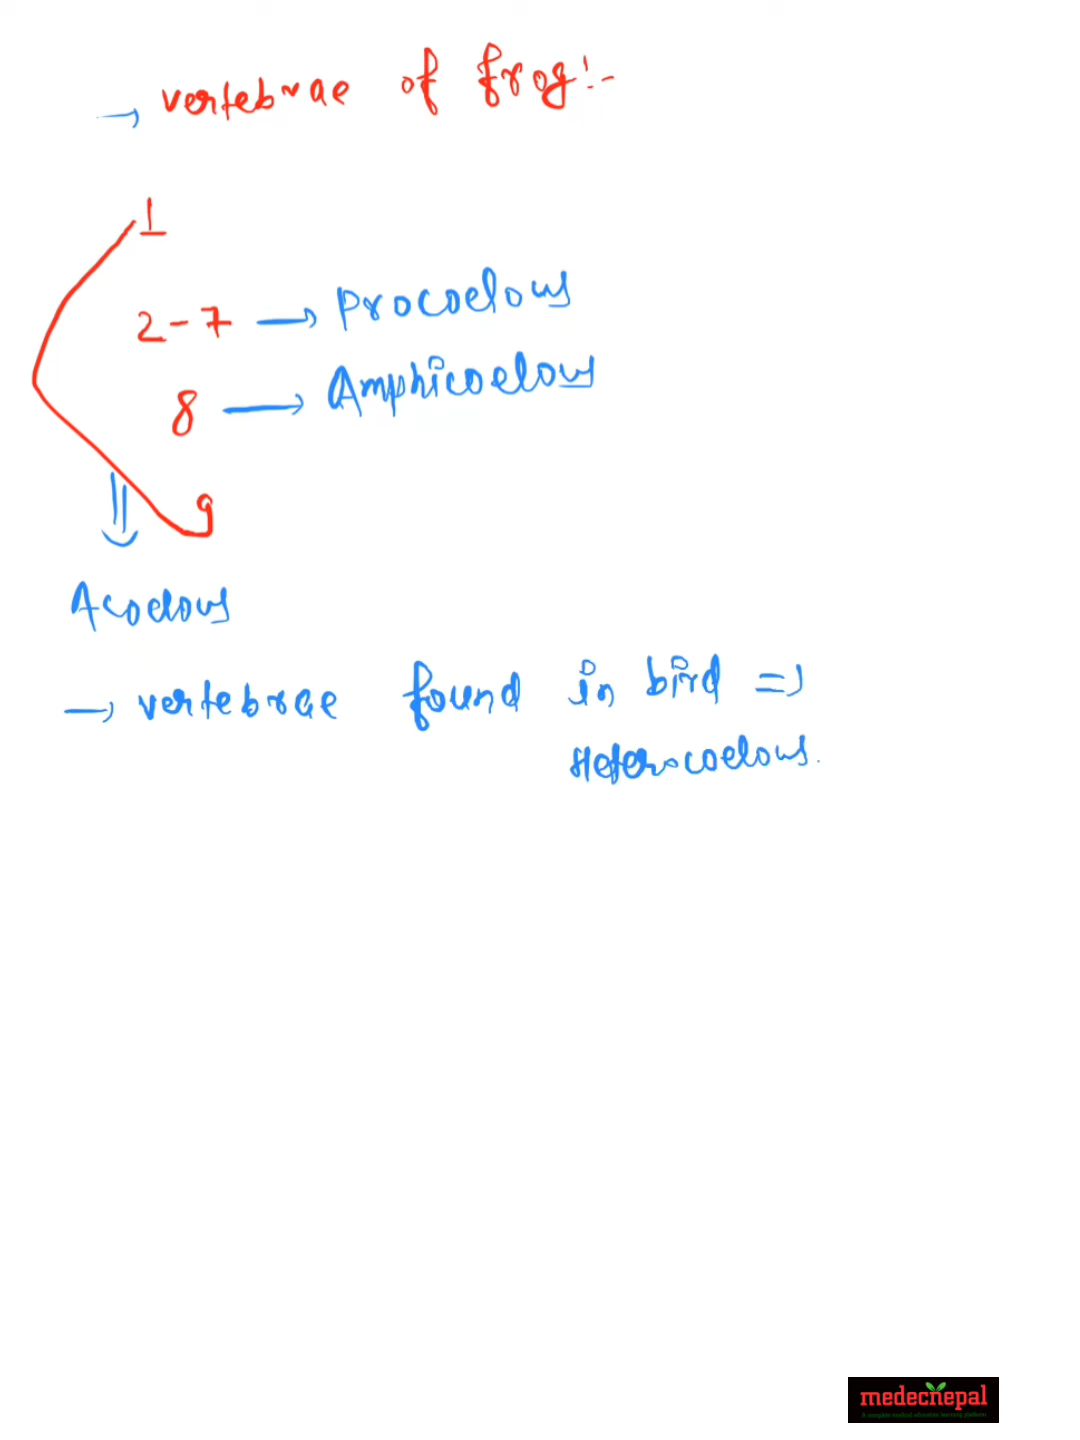 → vertebrae of frog:-
1
2-7 → Procoelous
8 → Amphicoelous
9
Acoelous
→ vertebrae found in bird ⇒
Heterocoelous.
medecnepal